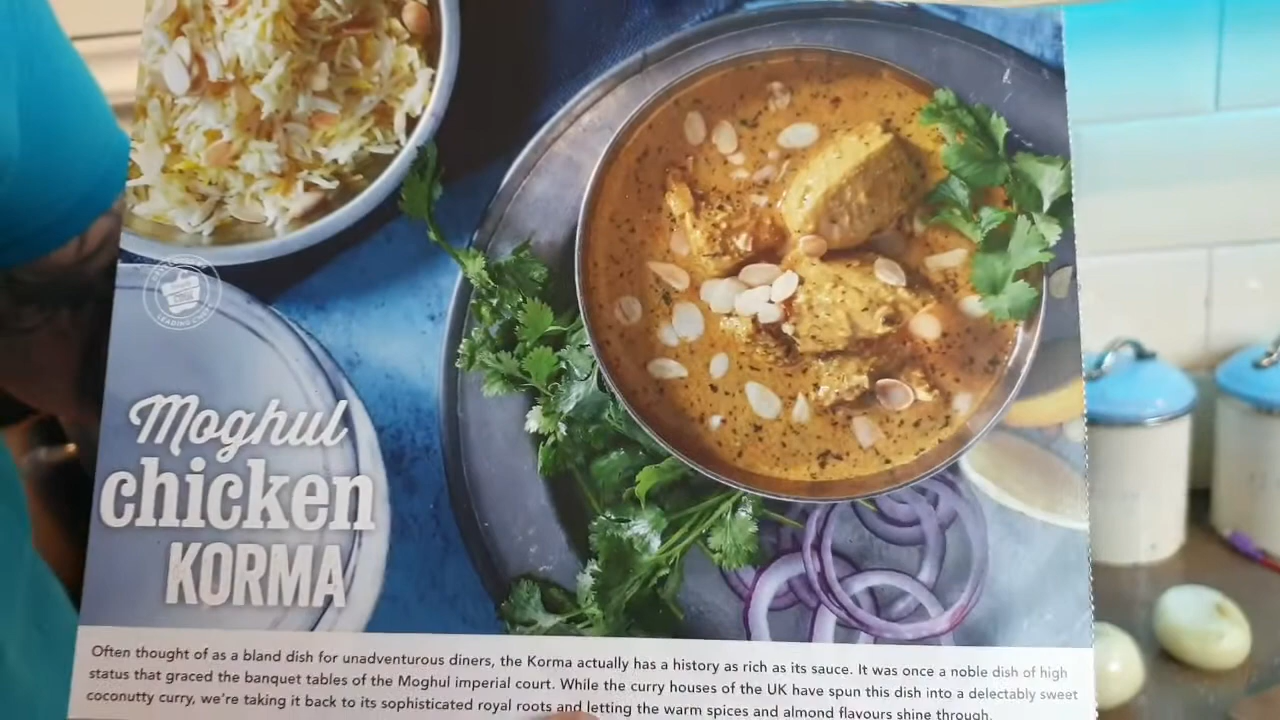 Moghul
chicken
KORMA
Often thought of as a bland dish for unadventurous diners, the Korma actually has a history as rich as its sauce. It was once a noble dish of high
status that graced the banquet tables of the Moghul imperial court. While the curry houses of the UK have spun this dish into a delectably sweet
coconutty curry, we're taking it back to its sophisticated royal roots and letting the warm spices and almond flavours shine through.